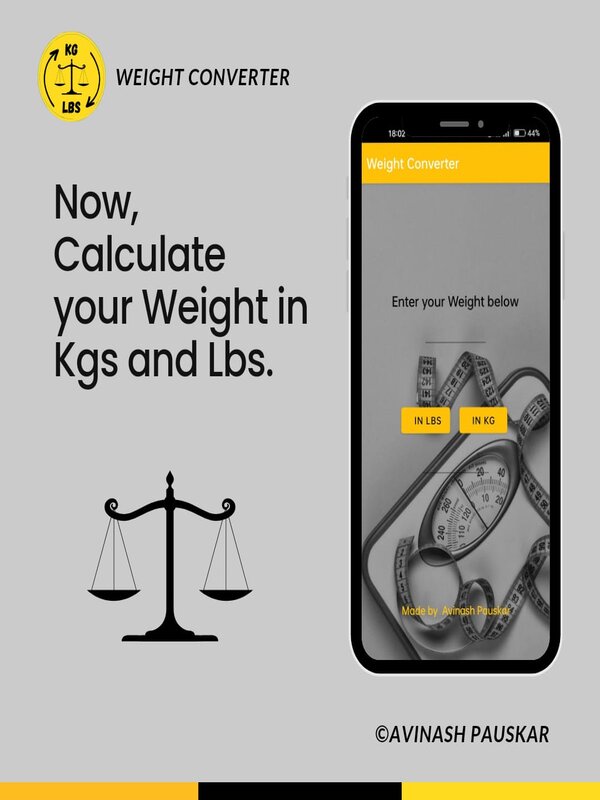 KG
LBS
WEIGHT CONVERTER
Now,
Calculate
your Weight in
Kgs and Lbs.
18:02
44%
Weight Converter
Enter your Weight below
IN LBS
IN KG
Made by Avinash Pauskar
©AVINASH PAUSKAR